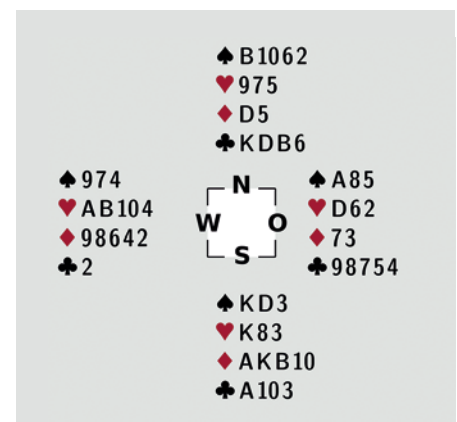 ♠ B1062
♥ 975
♦ D5
♣ KDB6
♠ 974
♥ AB104
♦ 98642
♣ 2
N
W O
S
♠ A85
♥ D62
♦ 73
♣ 98754
♠ KD3
♥ K83
♦ AKB10
♣ A103